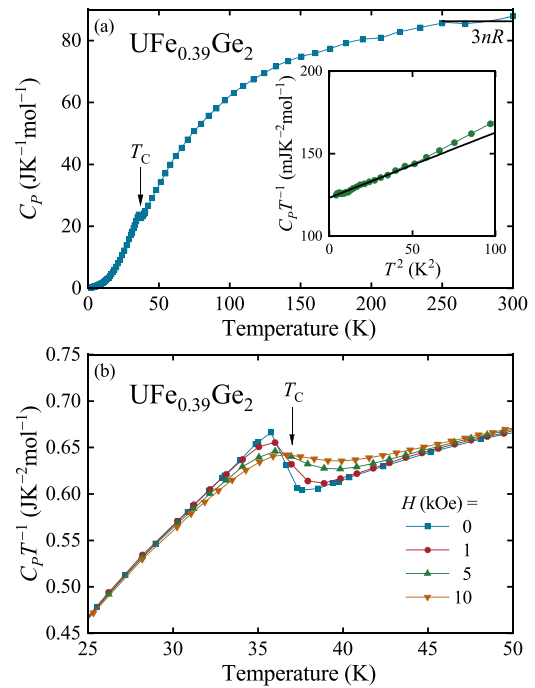 (a)
UFe0.39Ge2
3nR
TC
CP (JK−1mol−1)
80
60
40
20
0
0 50 100 150 200 250 300
Temperature (K)
CPT−1 (mJK−2mol−1)
200
150
100
0 50 100
T2 (K2)
(b)
UFe0.39Ge2
TC
CPT−1 (JK−2mol−1)
0.75
0.70
0.65
0.60
0.55
0.50
0.45
H (kOe) =
0
1
5
10
25 30 35 40 45 50
Temperature (K)